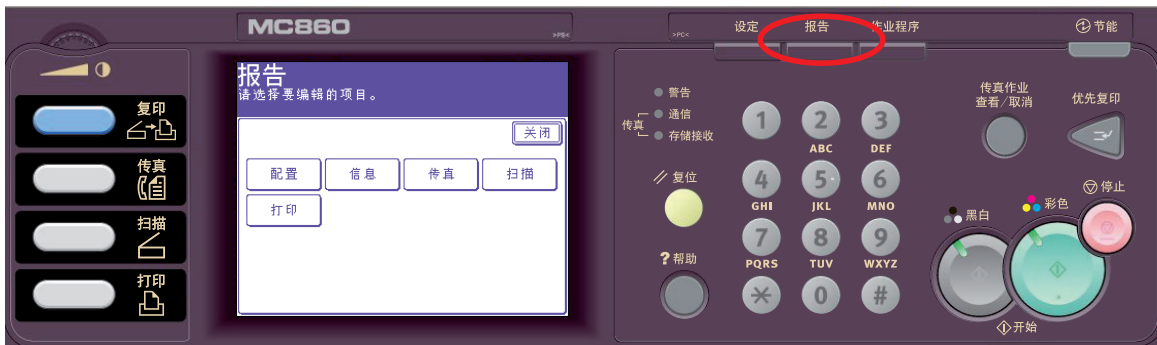 MC860
>PS<
>PC<
设定
报告
作业程序
节能
复印
传真
扫描
打印
报告
请选择要编辑的项目。
关闭
配置
信息
传真
扫描
打印
警告
传真
通信
存储接收
复位
?帮助
1
2
3
ABC
DEF
4
5
6
GHI
JKL
MNO
7
8
9
PQRS
TUV
WXYZ
0
#
传真作业
查看/取消
优先复印
停止
黑白
彩色
开始